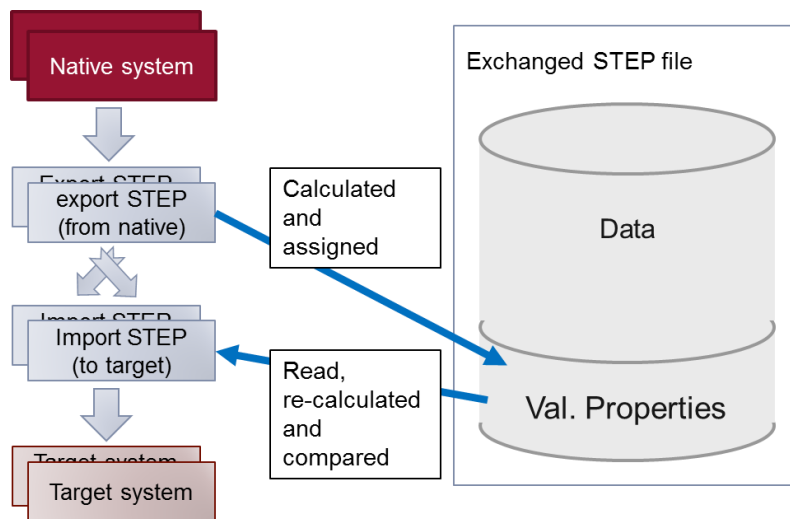 Native system
Exchanged STEP file
Export STEP
export STEP
(from native)
Calculated
and
assigned
Data
Import STEP
Import STEP
(to target)
Read,
re-calculated
and
compared
Val. Properties
Target system
Target system